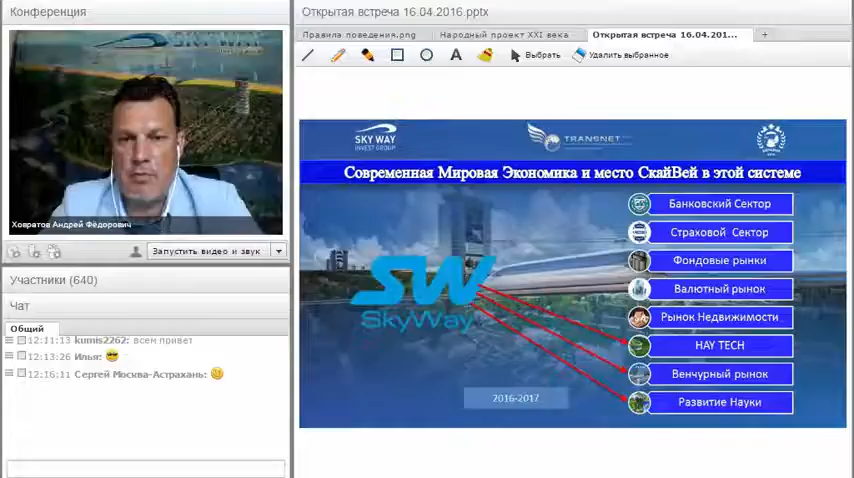 Конференция
SKYWAY
Ховратов Андрей Фёдорович
Запустить видео и звук
Участники (640)
Чат
Общий
12:11:13 kumis2262: всем привет
12:13:26 Илья:
12:16:11 Сергей Москва-Астрахань:
Открытая встреча 16.04.2016.pptx
Правила поведения.png
Народный проект XXI века
Открытая встреча 16.04.201...
+
A
Выбрать
Удалить выбранное
SKY WAY
INVEST GROUP
TRANSNET
Современная Мировая Экономика и место СкайВей в этой системе
Банковский Сектор
Страховой Сектор
Фондовые рынки
Валютный рынок
Рынок Недвижимости
HAY TECH
Венчурный рынок
Развитие Науки
SW
SkyWay
2016-2017